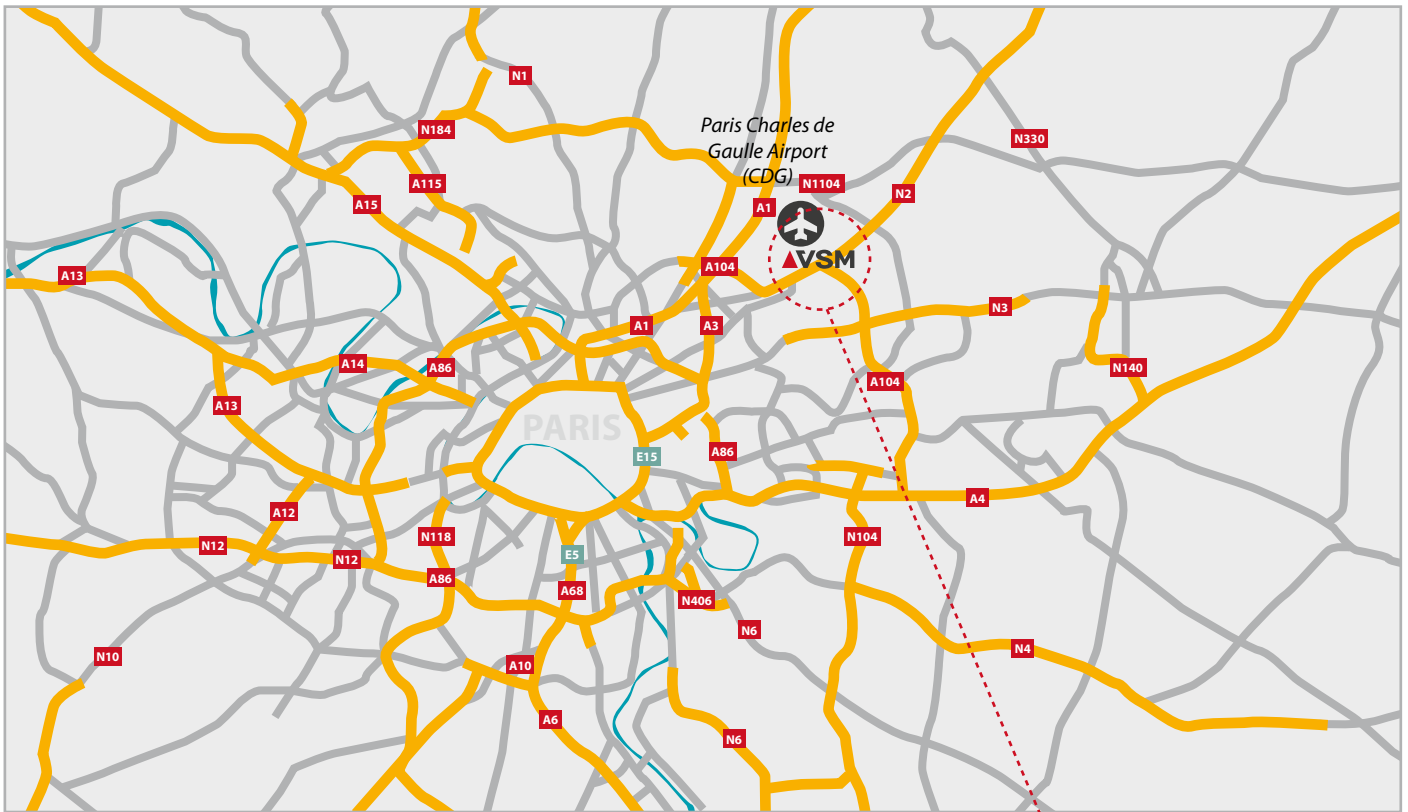 N1
N184
Paris Charles de
Gaulle Airport
(CDG)
N330
A115
N1104
N2
A15
A1
VSM
A104
A13
N3
A1
A3
A14
A86
N140
A104
A13
PARIS
A86
E15
A4
A12
N118
N104
N12
E5
N12
A86
A68
N406
N6
N4
N10
A10
A6
N6